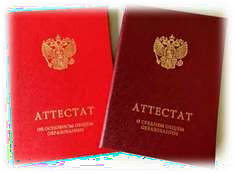 АТТЕСТАТ
ОБ ОСНОВНОМ ОБЩЕМ
ОБРАЗОВАНИИ
АТТЕСТАТ
О СРЕДНЕМ ОБЩЕМ
ОБРАЗОВАНИИ